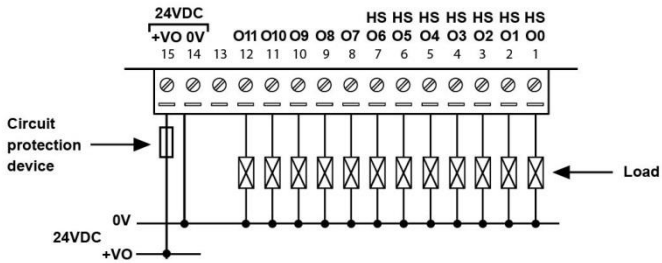 24VDC
HS HS HS HS HS HS HS
+VO 0V O11 O10 O9 O8 O7 O6 O5 O4 O3 O2 O1 O0
15 14 13 12 11 10 9 8 7 6 5 4 3 2 1
Circuit
protection
device
Load
0V
24VDC
+VO